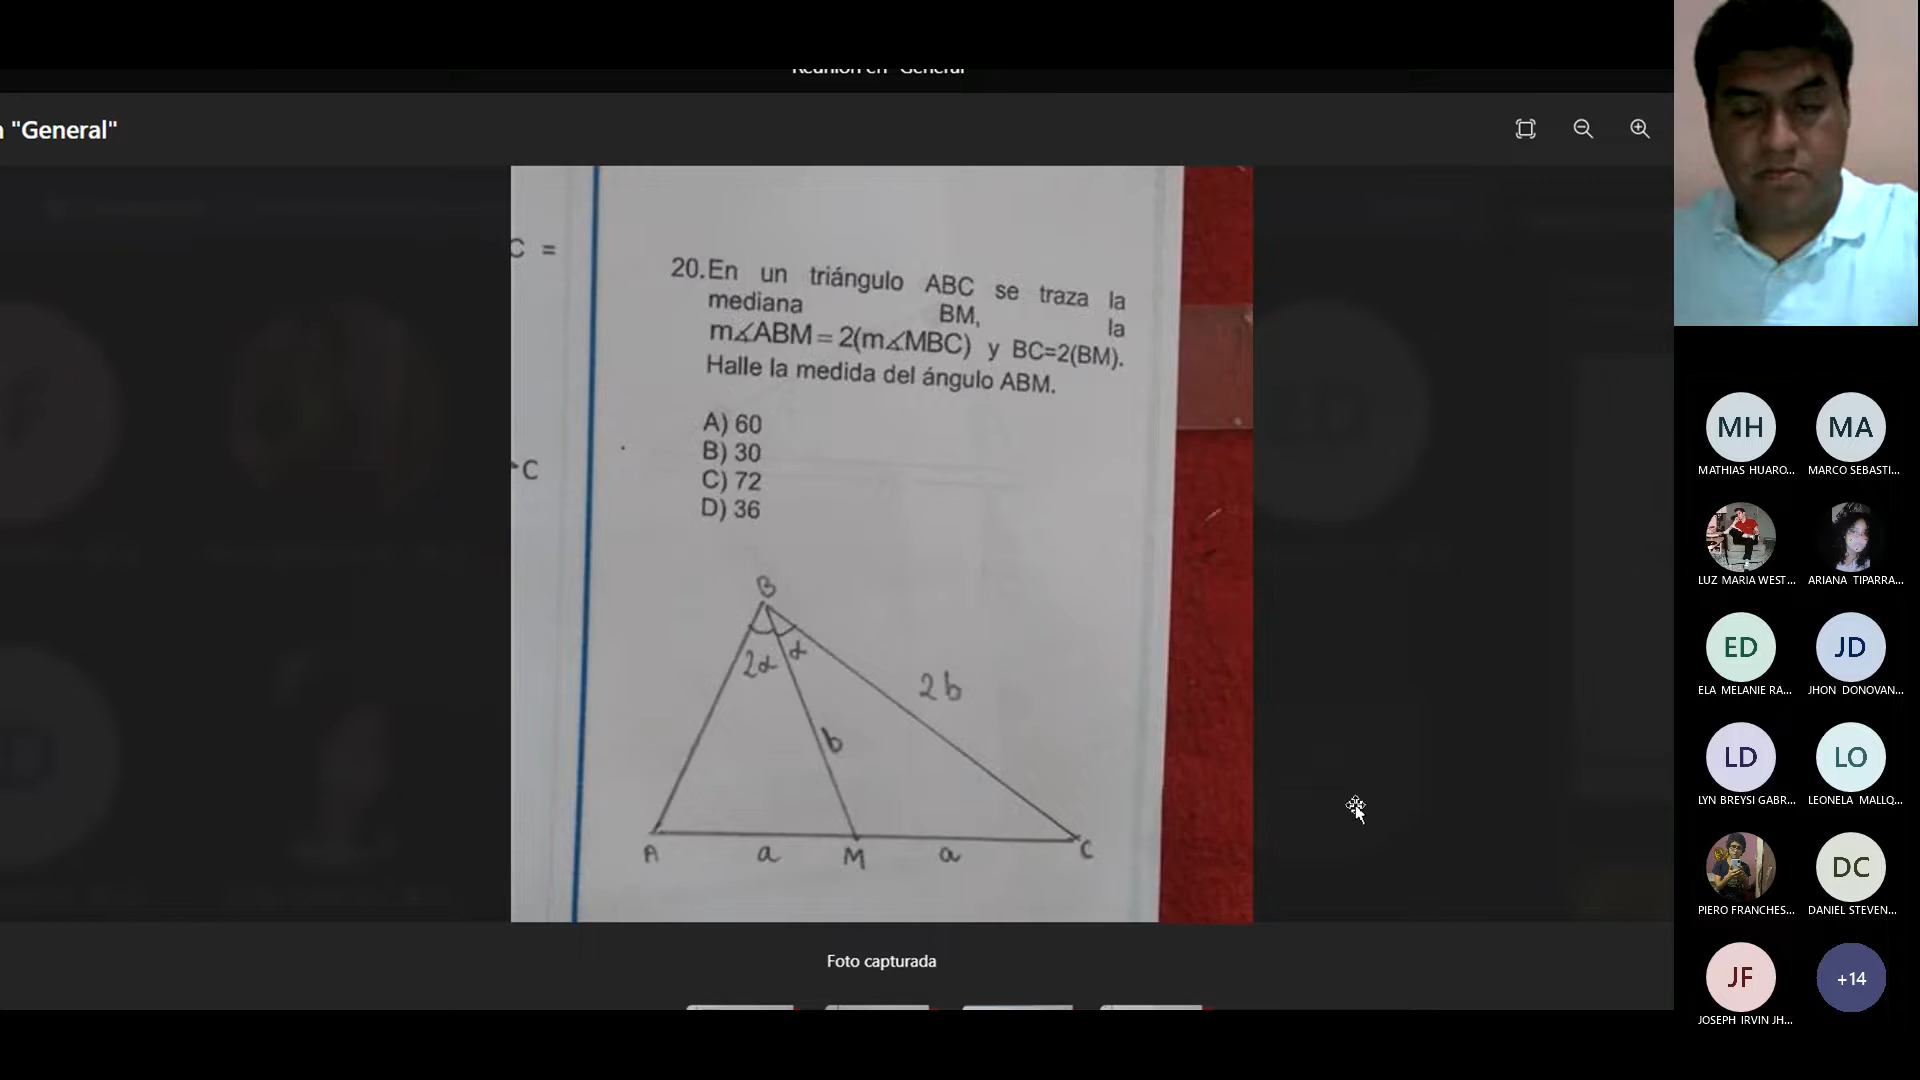 "General"
C =
20. En un triángulo ABC se traza la
mediana BM, la
m∡ABM = 2(m∡MBC) y BC=2(BM).
Halle la medida del ángulo ABM.
A) 60
B) 30
C) 72
D) 36
C
B
2α α
2b
b
A a M a C
Foto capturada
MH
MATHIAS HUARO...
MA
MARCO SEBASTI...
LUZ MARIA WEST...
ARIANA TIPARRA...
ED
ELA MELANIE RA...
JD
JHON DONOVAN...
LD
LYN BREYSI GABR...
LO
LEONELA MALLQ...
PIERO FRANCHES...
DC
DANIEL STEVEN...
JF
JOSEPH IRVIN JH...
+14